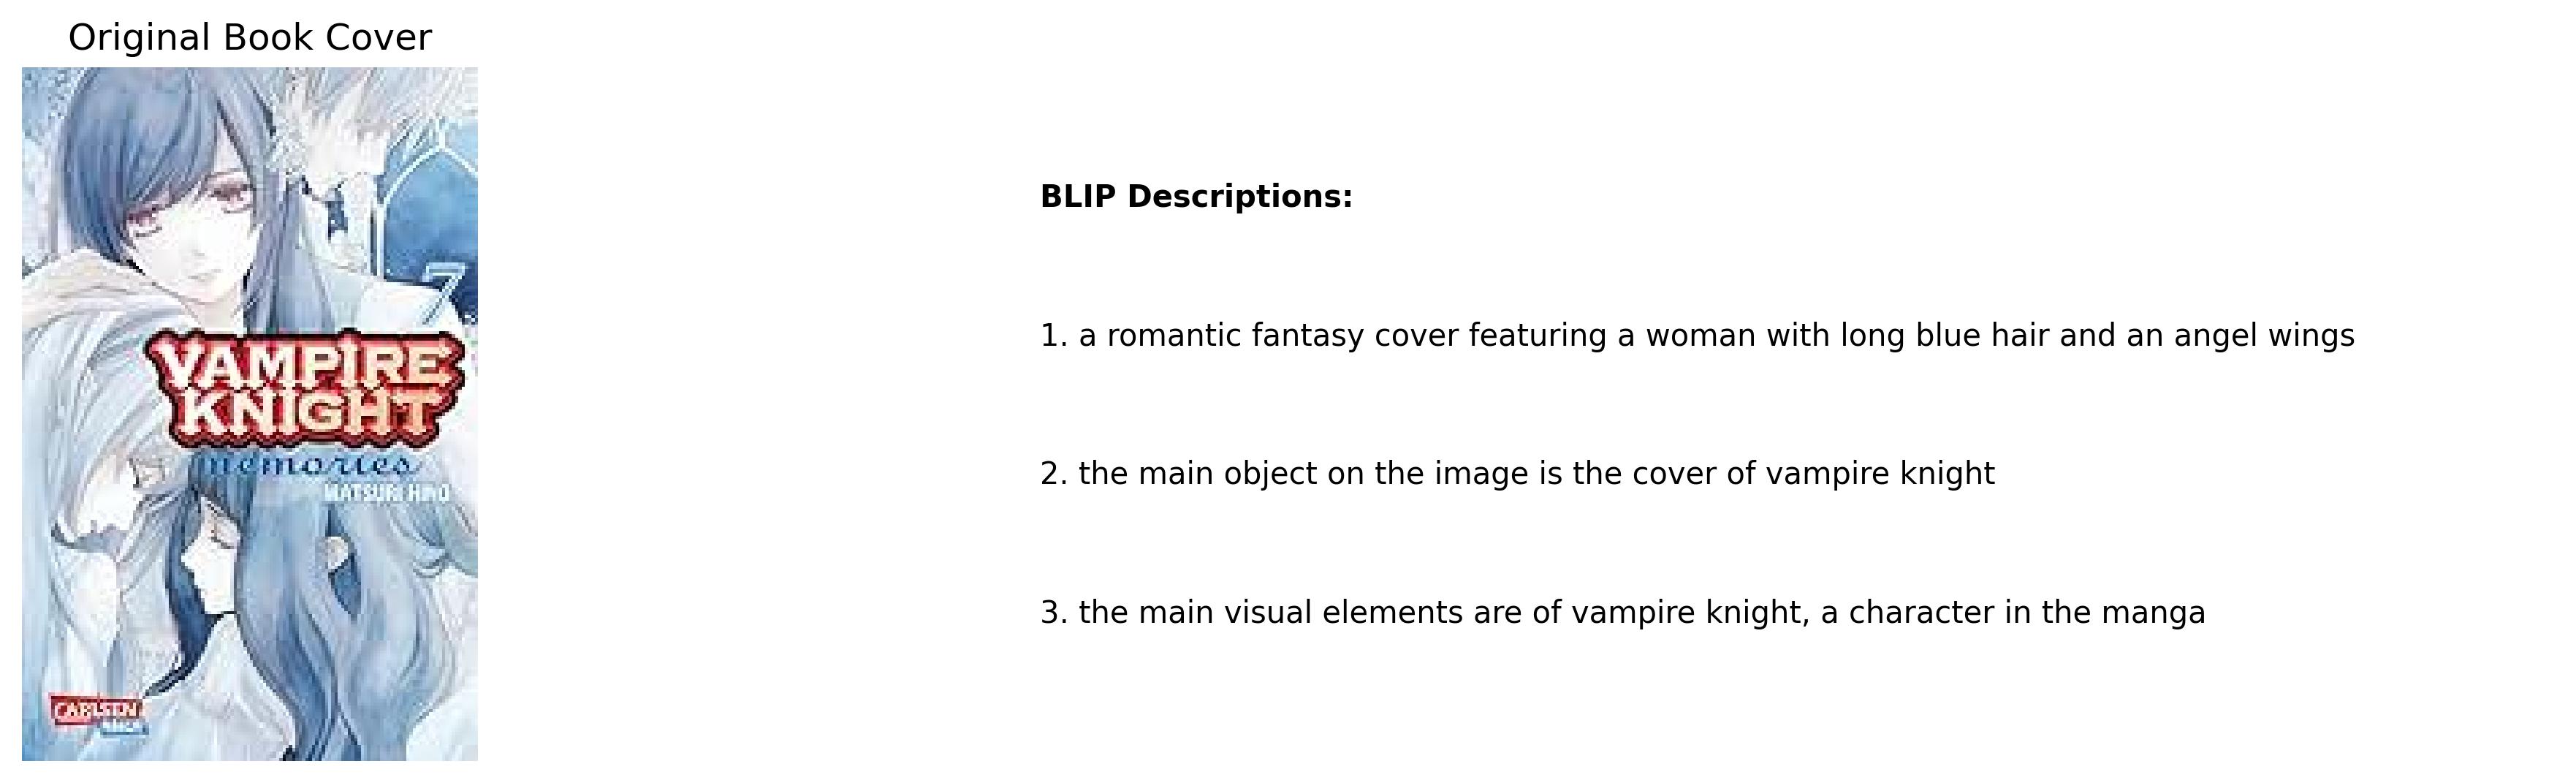 Original Book Cover
7
VAMPIRE
KNIGHT
memories
MATSURI HINO
CARLSEN
BLIP Descriptions:
1. a romantic fantasy cover featuring a woman with long blue hair and an angel wings
2. the main object on the image is the cover of vampire knight
3. the main visual elements are of vampire knight, a character in the manga